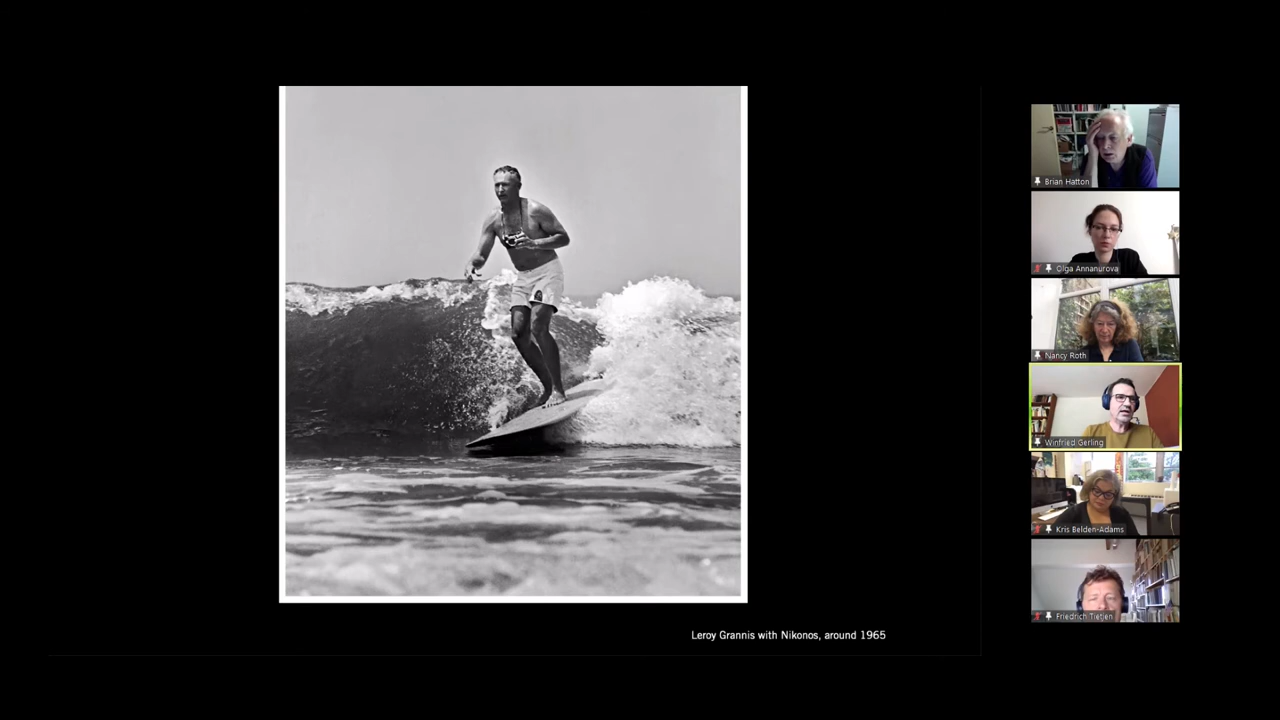 Brian Hatton
Olga Annanurova
Nancy Roth
Winfried Gerling
Kris Belden-Adams
Friedrich Tietjen
Leroy Grannis with Nikonos, around 1965